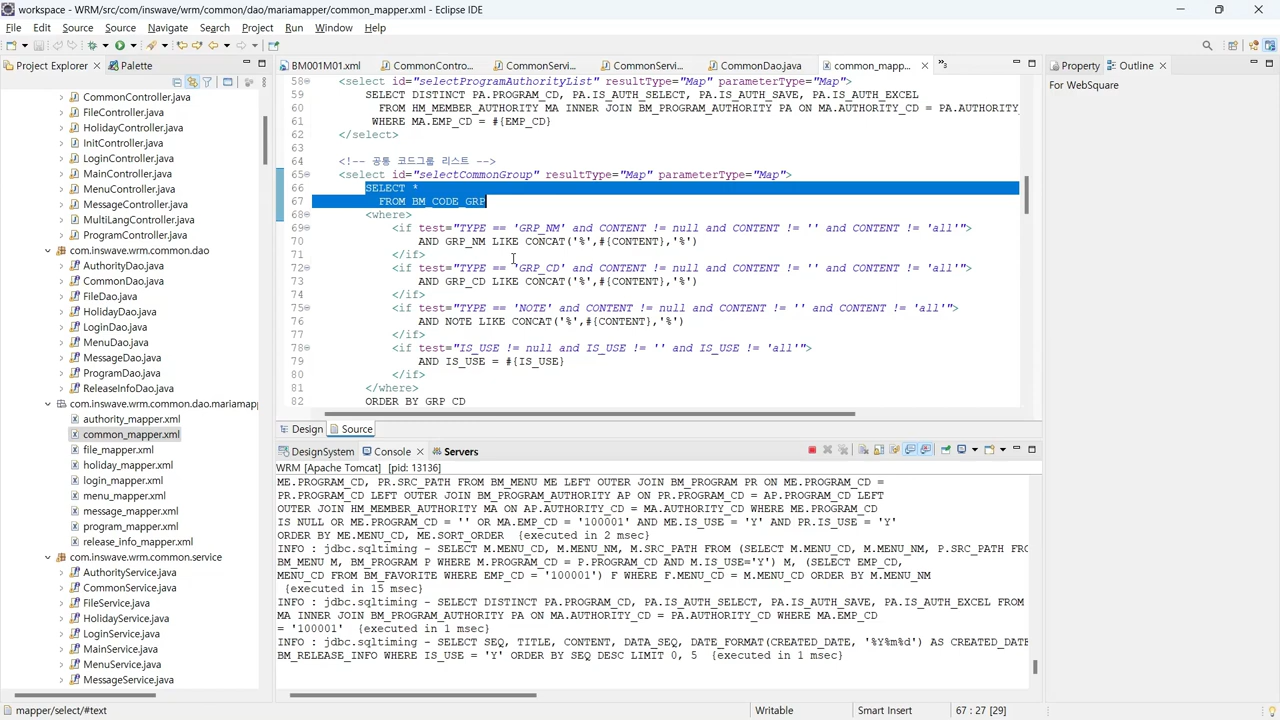 workspace - WRM/src/com/inswave/wrm/common/dao/mariamapper/common_mapper.xml - Eclipse IDE
File Edit Source Source Navigate Search Project Run Window Help
Project Explorer Palette
BM001M01.xml CommonContro... CommonServic... CommonServic... CommonDao.java common_mapp... »5
Property Outline
For WebSquare
CommonController.java
FileController.java
HolidayController.java
InitController.java
LoginController.java
MainController.java
MenuController.java
MessageController.java
MultiLangController.java
ProgramController.java
com.inswave.wrm.common.dao
AuthorityDao.java
CommonDao.java
FileDao.java
HolidayDao.java
LoginDao.java
MenuDao.java
MessageDao.java
ProgramDao.java
ReleaseInfoDao.java
com.inswave.wrm.common.dao.mariamapp
authority_mapper.xml
common_mapper.xml
file_mapper.xml
holiday_mapper.xml
login_mapper.xml
menu_mapper.xml
message_mapper.xml
program_mapper.xml
release_info_mapper.xml
com.inswave.wrm.common.service
AuthorityService.java
CommonService.java
FileService.java
HolidayService.java
LoginService.java
MainService.java
MenuService.java
MessageService.java
58 <select id="selectProgramAuthorityList" resultType="Map" parameterType="Map">
59 SELECT DISTINCT PA.PROGRAM_CD, PA.IS_AUTH_SELECT, PA.IS_AUTH_SAVE, PA.IS_AUTH_EXCEL
60 FROM HM_MEMBER_AUTHORITY MA INNER JOIN BM_PROGRAM_AUTHORITY PA ON MA.AUTHORITY_CD = PA.AUTHORITY_
61 WHERE MA.EMP_CD = #{EMP_CD}
62 </select>
63
64 <!-- 공통 코드그룹 리스트 -->
65 <select id="selectCommonGroup" resultType="Map" parameterType="Map">
66 SELECT *
67 FROM BM_CODE_GRP
68 <where>
69 <if test="TYPE == 'GRP_NM' and CONTENT != null and CONTENT != '' and CONTENT != 'all'">
70 AND GRP_NM LIKE CONCAT('%',#{CONTENT},'%')
71 </if>
72 <if test="TYPE == 'GRP_CD' and CONTENT != null and CONTENT != '' and CONTENT != 'all'">
73 AND GRP_CD LIKE CONCAT('%',#{CONTENT},'%')
74 </if>
75 <if test="TYPE == 'NOTE' and CONTENT != null and CONTENT != '' and CONTENT != 'all'">
76 AND NOTE LIKE CONCAT('%',#{CONTENT},'%')
77 </if>
78 <if test="IS_USE != null and IS_USE != '' and IS_USE != 'all'">
79 AND IS_USE = #{IS_USE}
80 </if>
81 </where>
82 ORDER BY GRP_CD
Design Source
DesignSystem Console Servers
WRM [Apache Tomcat] [pid: 13136]
ME.PROGRAM_CD, PR.SRC_PATH FROM BM_MENU ME LEFT OUTER JOIN BM_PROGRAM PR ON ME.PROGRAM_CD =
PR.PROGRAM_CD LEFT OUTER JOIN BM_PROGRAM_AUTHORITY AP ON PR.PROGRAM_CD = AP.PROGRAM_CD LEFT
OUTER JOIN HM_MEMBER_AUTHORITY MA ON AP.AUTHORITY_CD = MA.AUTHORITY_CD WHERE ME.PROGRAM_CD
IS NULL OR ME.PROGRAM_CD = '' OR MA.EMP_CD = '100001' AND ME.IS_USE = 'Y' AND PR.IS_USE = 'Y'
ORDER BY ME.MENU_CD, ME.SORT_ORDER {executed in 2 msec}
INFO : jdbc.sqltiming - SELECT M.MENU_CD, M.MENU_NM, M.SRC_PATH FROM (SELECT M.MENU_CD, M.MENU_NM, P.SRC_PATH FRO
BM_MENU M, BM_PROGRAM P WHERE M.PROGRAM_CD = P.PROGRAM_CD AND M.IS_USE='Y') M, (SELECT EMP_CD,
MENU_CD FROM BM_FAVORITE WHERE EMP_CD = '100001') F WHERE F.MENU_CD = M.MENU_CD ORDER BY M.MENU_NM
{executed in 15 msec}
INFO : jdbc.sqltiming - SELECT DISTINCT PA.PROGRAM_CD, PA.IS_AUTH_SELECT, PA.IS_AUTH_SAVE, PA.IS_AUTH_EXCEL FROM
MA INNER JOIN BM_PROGRAM_AUTHORITY PA ON MA.AUTHORITY_CD = PA.AUTHORITY_CD WHERE MA.EMP_CD
= '100001' {executed in 1 msec}
INFO : jdbc.sqltiming - SELECT SEQ, TITLE, CONTENT, DATA_SEQ, DATE_FORMAT(CREATED_DATE, '%Y%m%d') AS CREATED_DATE
BM_RELEASE_INFO WHERE IS_USE = 'Y' ORDER BY SEQ DESC LIMIT 0, 5 {executed in 1 msec}
mapper/select/#text Writable Smart Insert 67 : 27 [29]